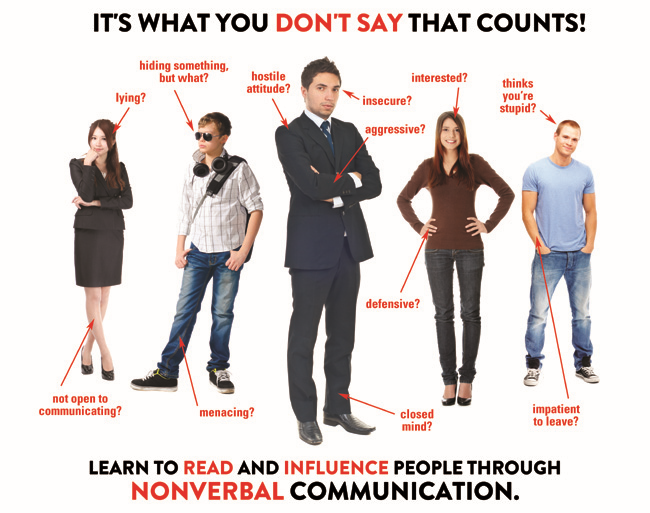 IT'S WHAT YOU DON'T SAY THAT COUNTS!
hiding something,
but what?
hostile
attitude?
interested?
thinks
you're
stupid?
lying?
insecure?
aggressive?
defensive?
not open to
communicating?
menacing?
closed
mind?
impatient
to leave?
LEARN TO READ AND INFLUENCE PEOPLE THROUGH
NONVERBAL COMMUNICATION.